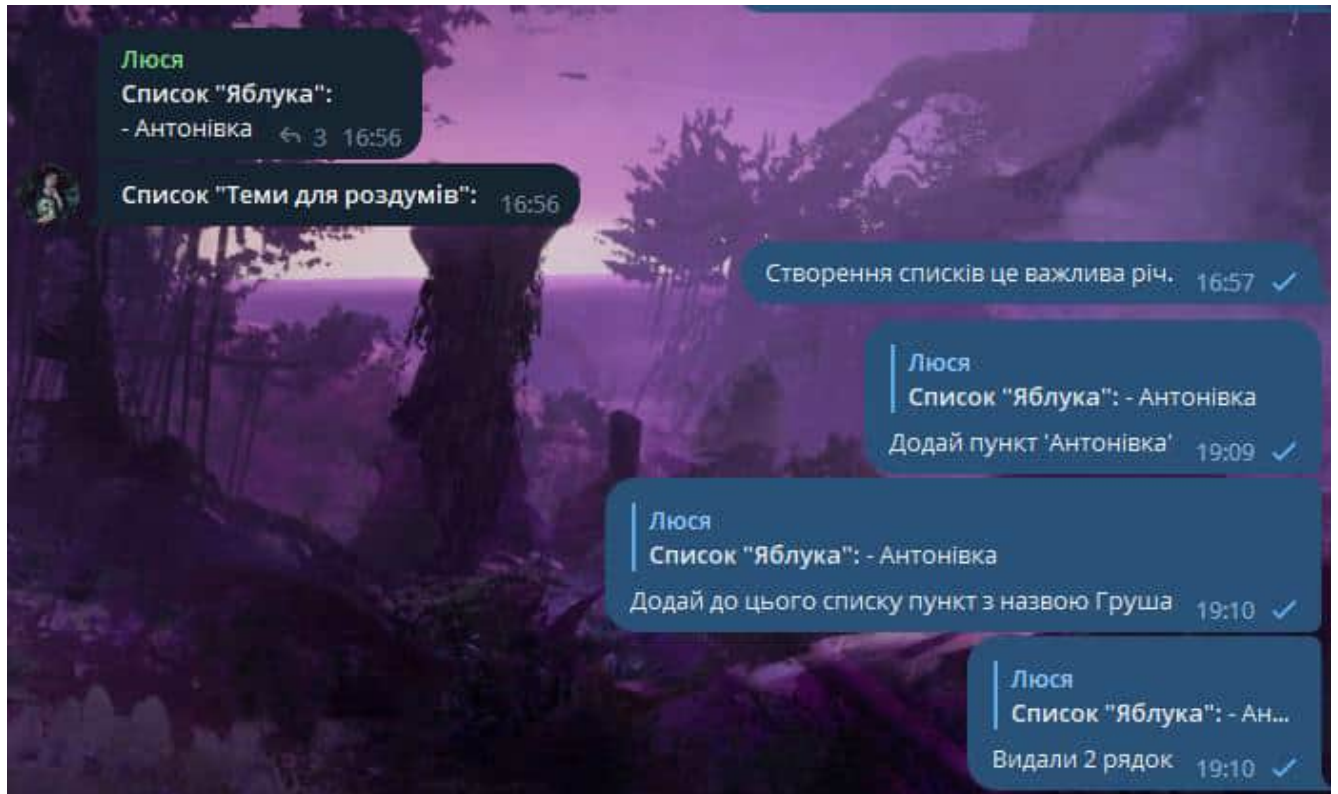 Люся
Список "Яблука":
- Антонівка 3 16:56
Список "Теми для роздумів": 16:56
Створення списків це важлива річ. 16:57
Люся
Список "Яблука": - Антонівка
Додай пункт 'Антонівка' 19:09
Люся
Список "Яблука": - Антонівка
Додай до цього списку пункт з назвою Груша 19:10
Люся
Список "Яблука": - Ан...
Видали 2 рядок 19:10